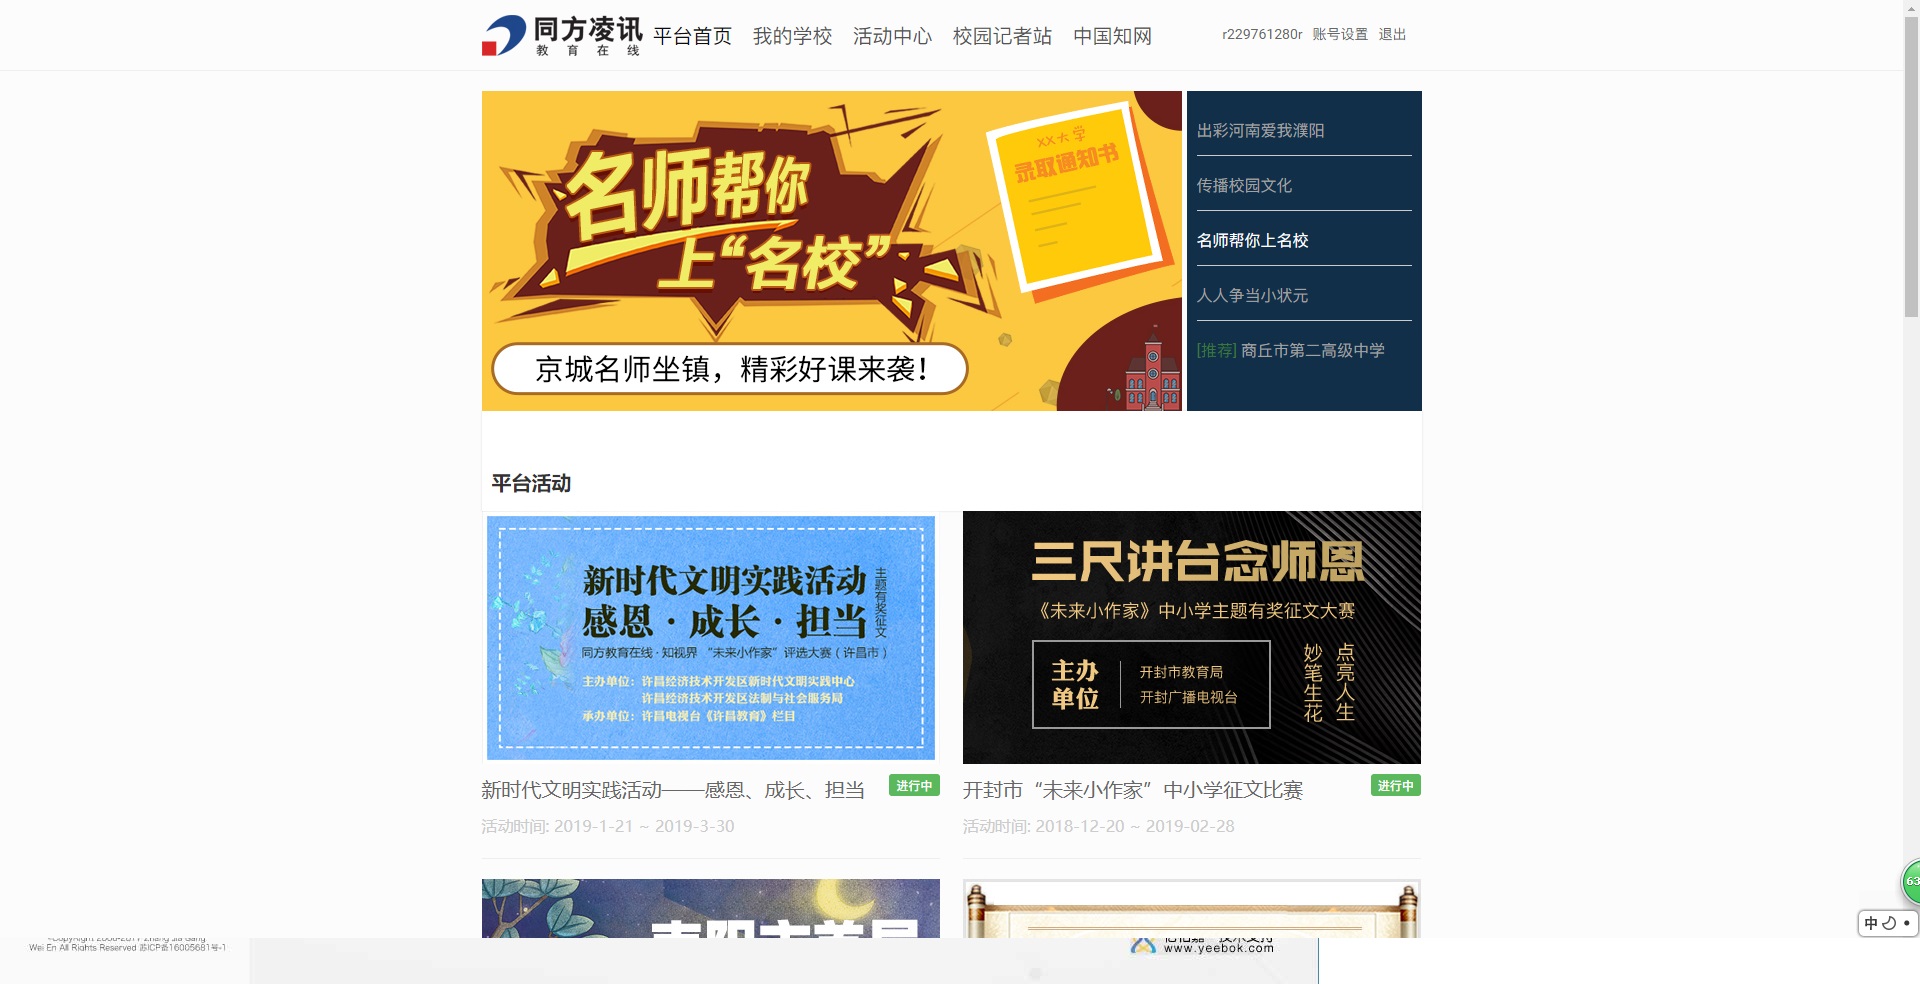 同方凌讯
教育在线
平台首页 我的学校 活动中心 校园记者站 中国知网
r229761280r 账号设置 退出
名师帮你
上“名校”
京城名师坐镇，精彩好课来袭！
XX大学
录取通知书
出彩河南爱我濮阳
传播校园文化
名师帮你上名校
人人争当小状元
[推荐] 商丘市第二高级中学
平台活动
新时代文明实践活动
感恩·成长·担当
主题有奖征文
同方教育在线·知视界 “未来小作家”评选大赛（许昌市）
主办单位：许昌经济技术开发区新时代文明实践中心
许昌经济技术开发区法制与社会服务局
承办单位：许昌电视台《许昌教育》栏目
三尺讲台念师恩
《未来小作家》中小学主题有奖征文大赛
主办
单位
开封市教育局
开封广播电视台
点亮人生
妙笔生花
新时代文明实践活动——感恩、成长、担当
进行中
活动时间: 2019-1-21 ~ 2019-3-30
开封市“未来小作家”中小学征文比赛
进行中
活动时间: 2018-12-20 ~ 2019-02-28
63
中
Wei En All Rights Reserved 苏ICP备16005681号-1
www.yeebok.com